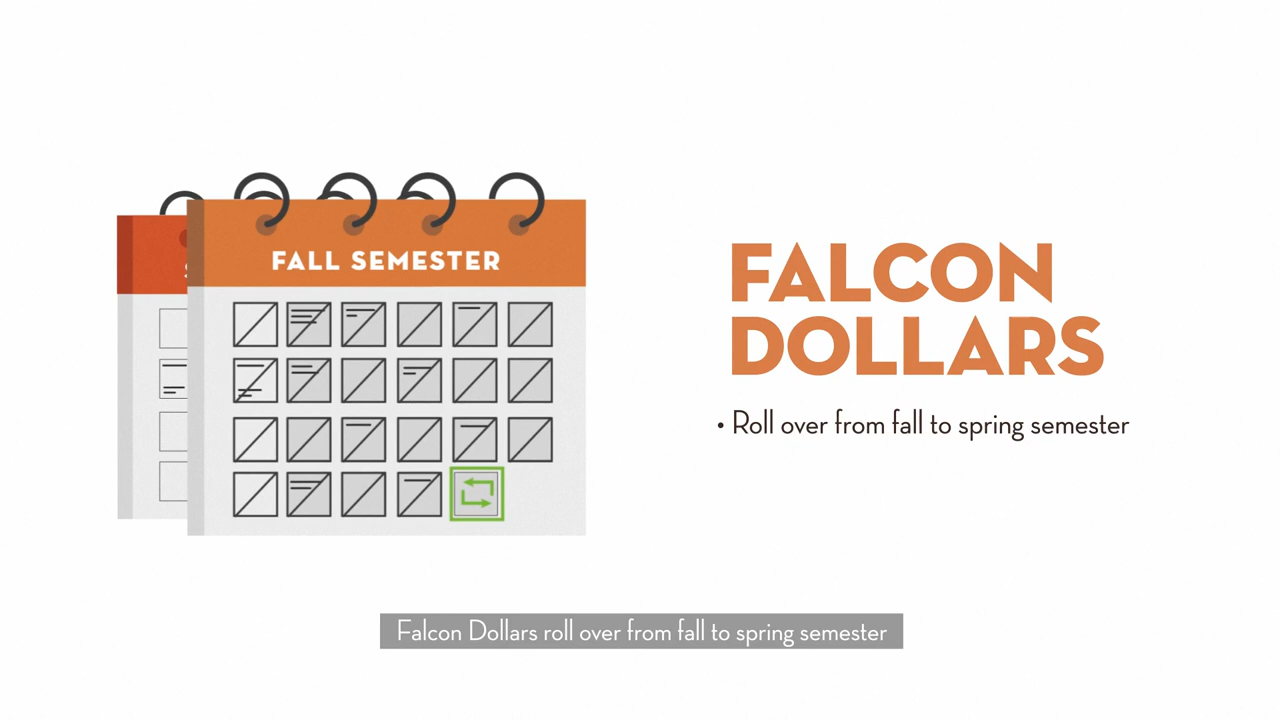 FALL SEMESTER
FALCON
DOLLARS
• Roll over from fall to spring semester
Falcon Dollars roll over from fall to spring semester